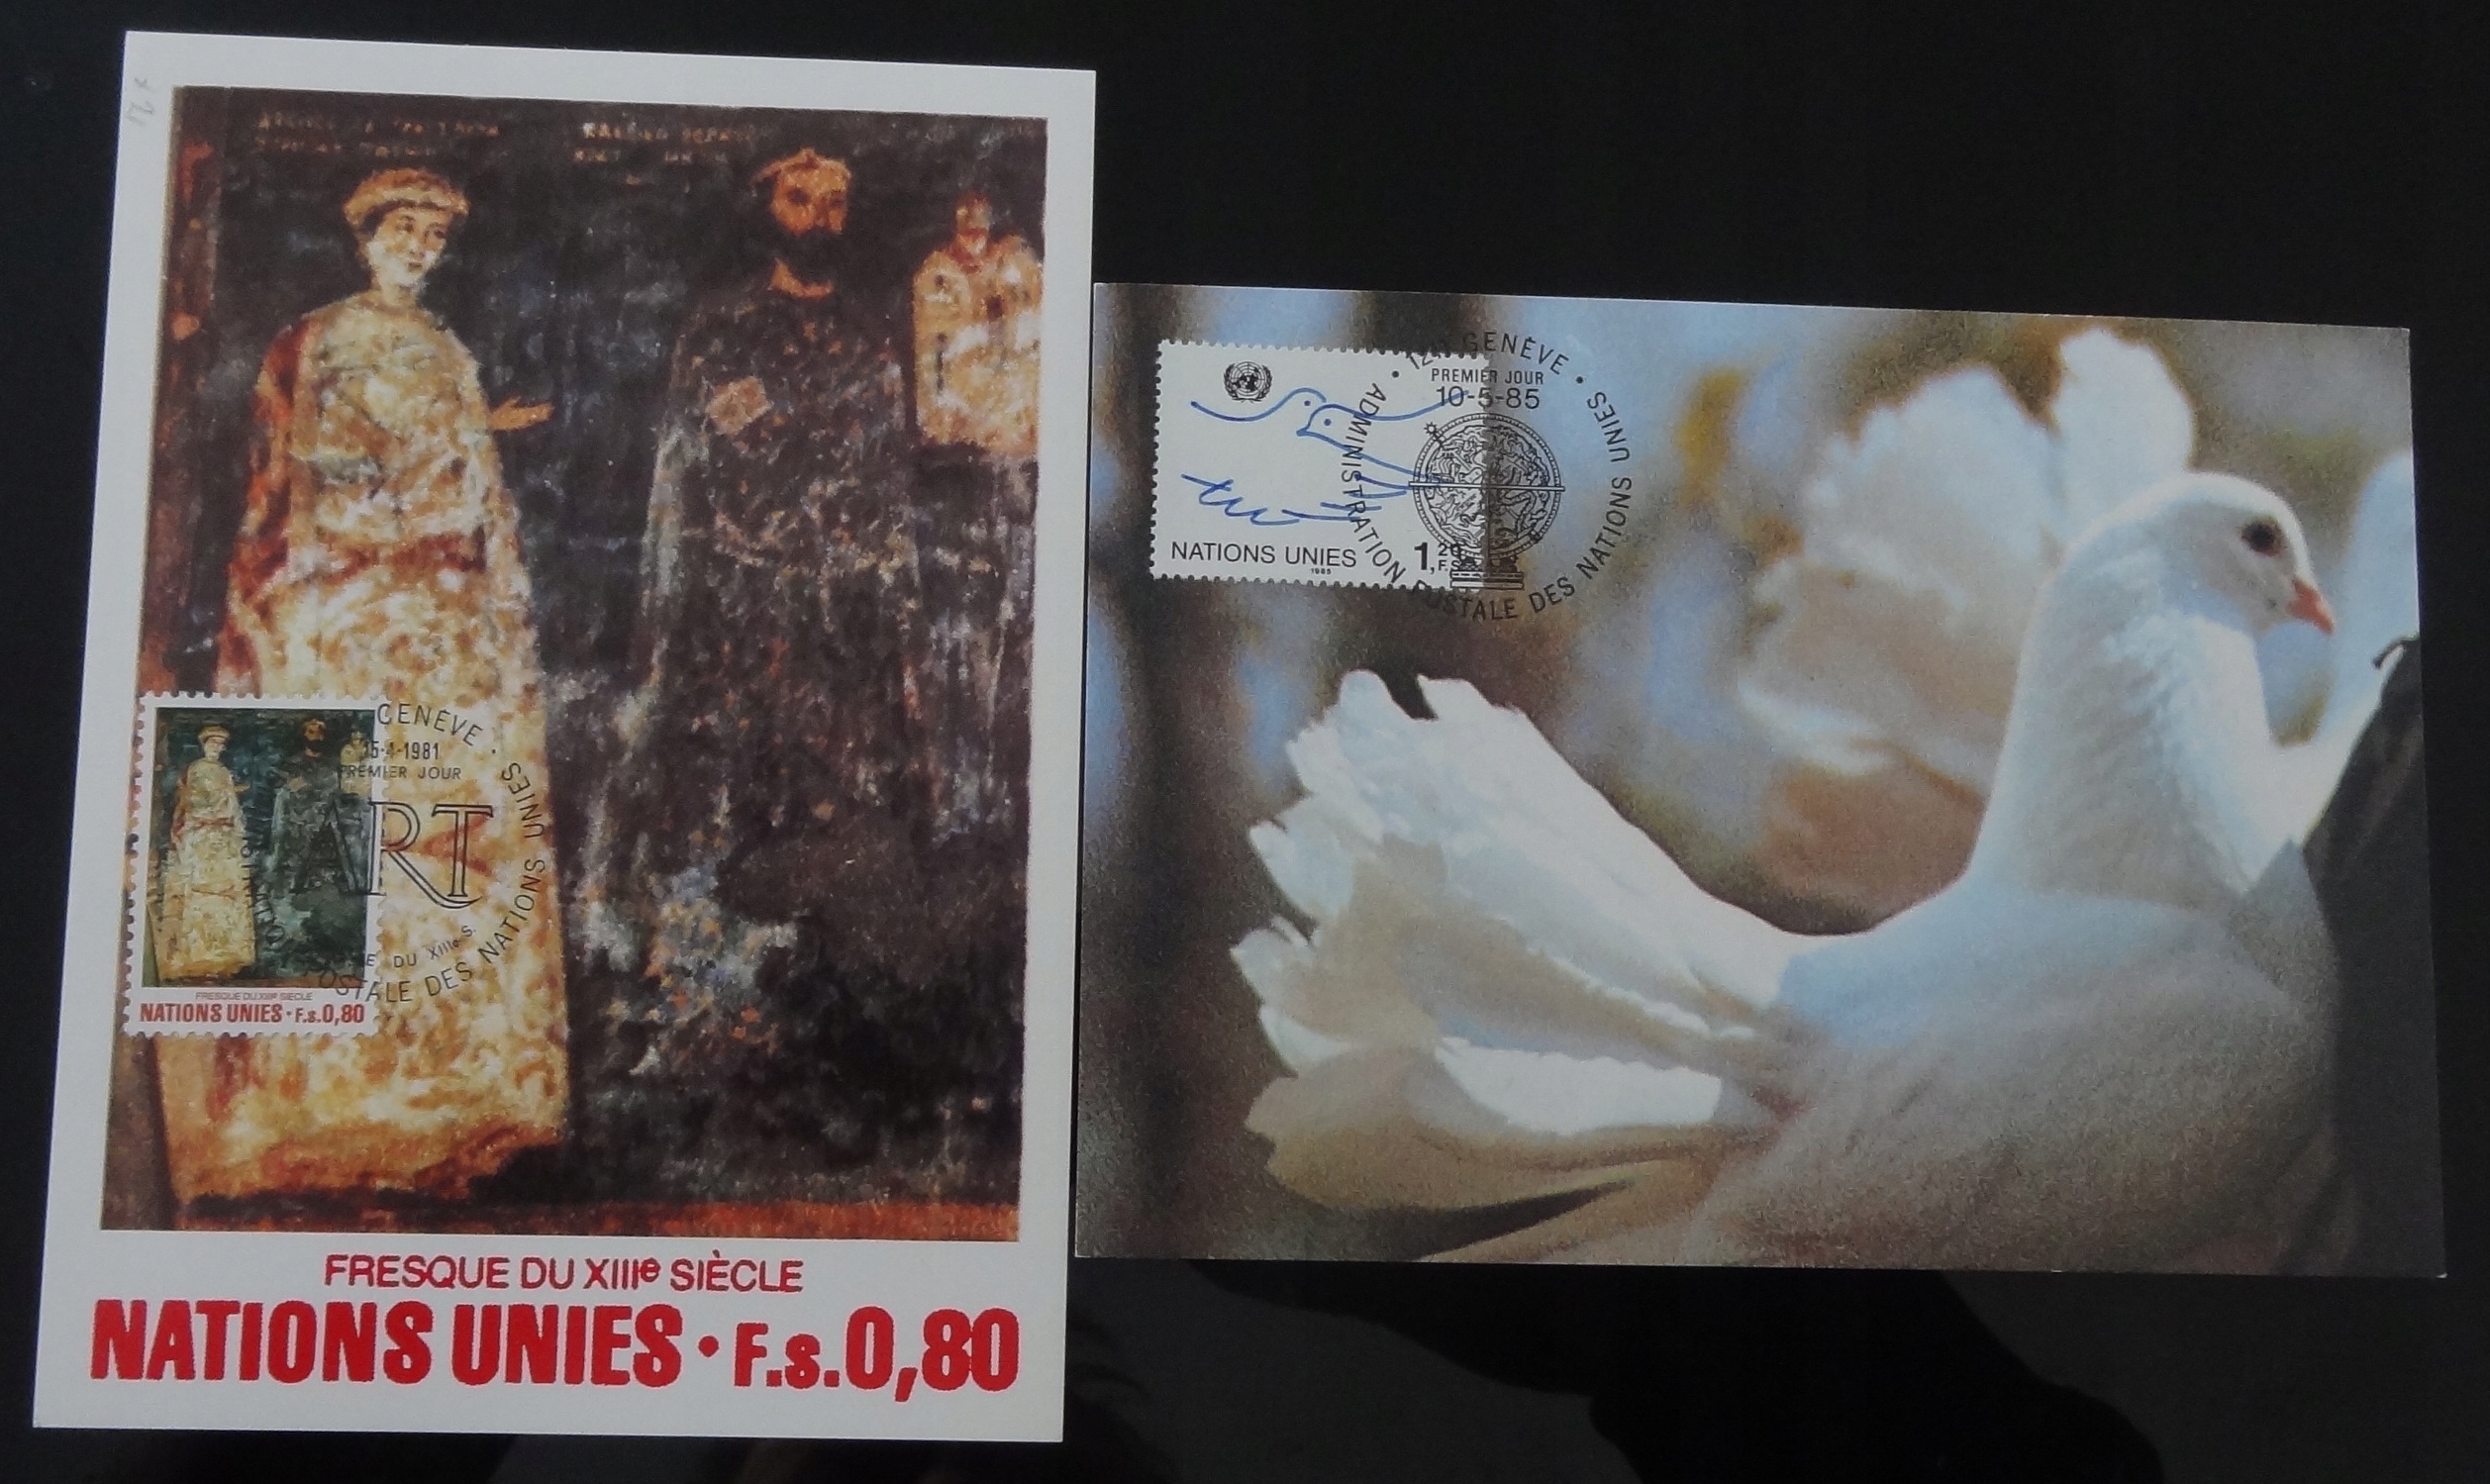 GENÈVE
15-4-1981
PREMIER JOUR
ART
DU XIIIe S.
POSTALE DES NATIONS UNIES
FRESQUE DU XIIIe SIÈCLE
NATIONS UNIES · F.s.0,80
FRESQUE DU XIIIe SIÈCLE
NATIONS UNIES · F.s.0,80
GENÈVE
PREMIER JOUR
10-5-85
ADMINISTRATION POSTALE DES NATIONS UNIES
NATIONS UNIES 1,20 F.S.
1985